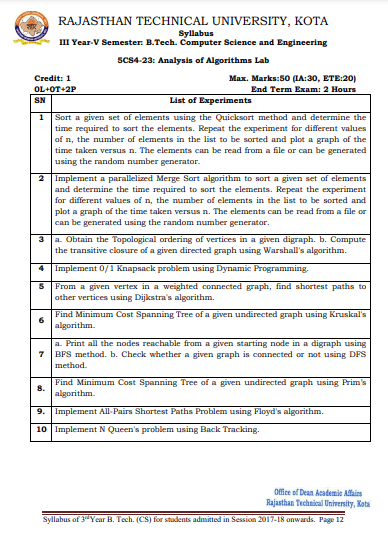 RAJASTHAN TECHNICAL UNIVERSITY, KOTA
Syllabus
III Year-V Semester: B.Tech. Computer Science and Engineering
5CS4-23: Analysis of Algorithms Lab
Credit: 1 Max. Marks:50 (IA:30, ETE:20)
0L+0T+2P End Term Exam: 2 Hours
SN List of Experiments
1 Sort a given set of elements using the Quicksort method and determine the
time required to sort the elements. Repeat the experiment for different values
of n, the number of elements in the list to be sorted and plot a graph of the
time taken versus n. The elements can be read from a file or can be generated
using the random number generator.
2 Implement a parallelized Merge Sort algorithm to sort a given set of elements
and determine the time required to sort the elements. Repeat the experiment
for different values of n, the number of elements in the list to be sorted and
plot a graph of the time taken versus n. The elements can be read from a file or
can be generated using the random number generator.
3 a. Obtain the Topological ordering of vertices in a given digraph. b. Compute
the transitive closure of a given directed graph using Warshall's algorithm.
4 Implement 0/1 Knapsack problem using Dynamic Programming.
5 From a given vertex in a weighted connected graph, find shortest paths to
other vertices using Dijkstra's algorithm.
6 Find Minimum Cost Spanning Tree of a given undirected graph using Kruskal's
algorithm.
7 a. Print all the nodes reachable from a given starting node in a digraph using
BFS method. b. Check whether a given graph is connected or not using DFS
method.
8. Find Minimum Cost Spanning Tree of a given undirected graph using Prim's
algorithm.
9. Implement All-Pairs Shortest Paths Problem using Floyd's algorithm.
10 Implement N Queen's problem using Back Tracking.
Office of Dean Academic Affairs
Rajasthan Technical University, Kota
Syllabus of 3rdYear B. Tech. (CS) for students admitted in Session 2017-18 onwards. Page 12